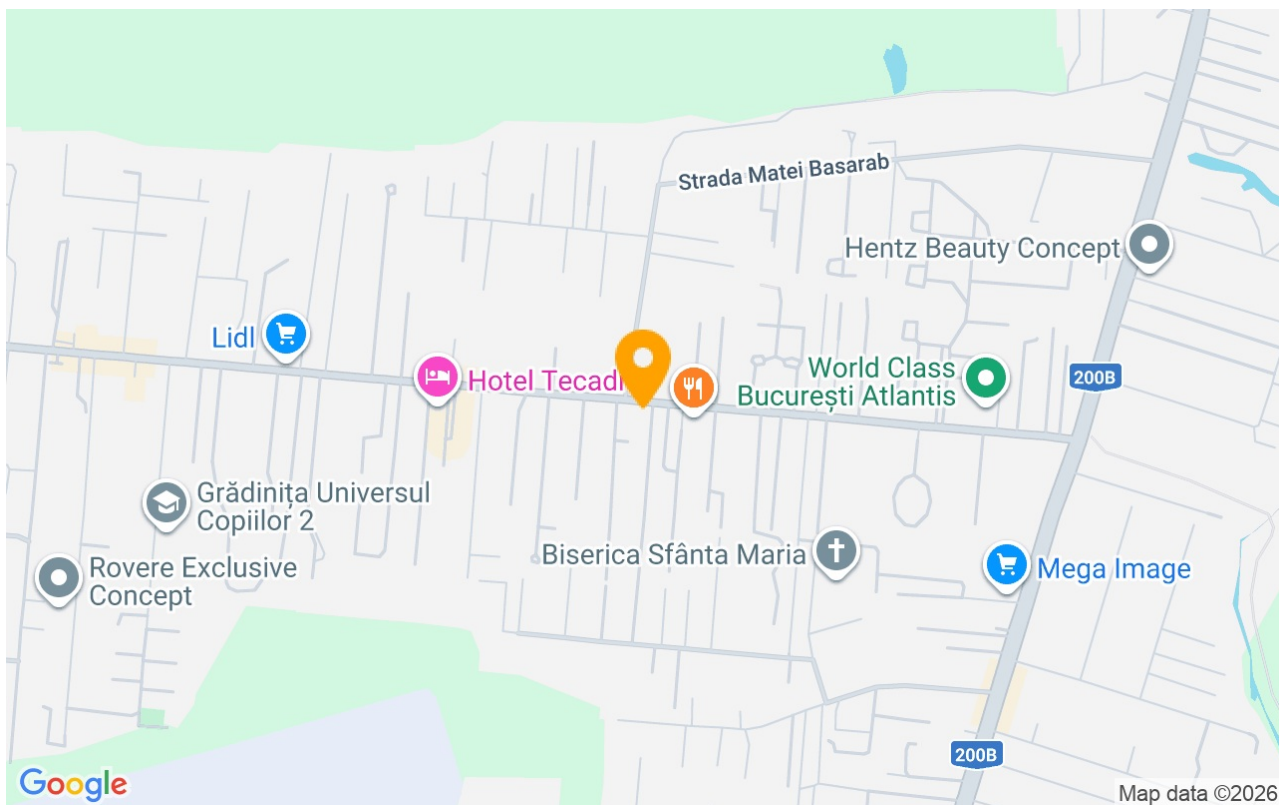 Strada Matei Basarab
Hentz Beauty Concept
Lidl
Hotel Tecadi
World Class
București Atlantis
200B
Grădinița Universul
Copiilor 2
Biserica Sfânta Maria
Rovere Exclusive
Concept
Mega Image
200B
Google
Map data ©2026